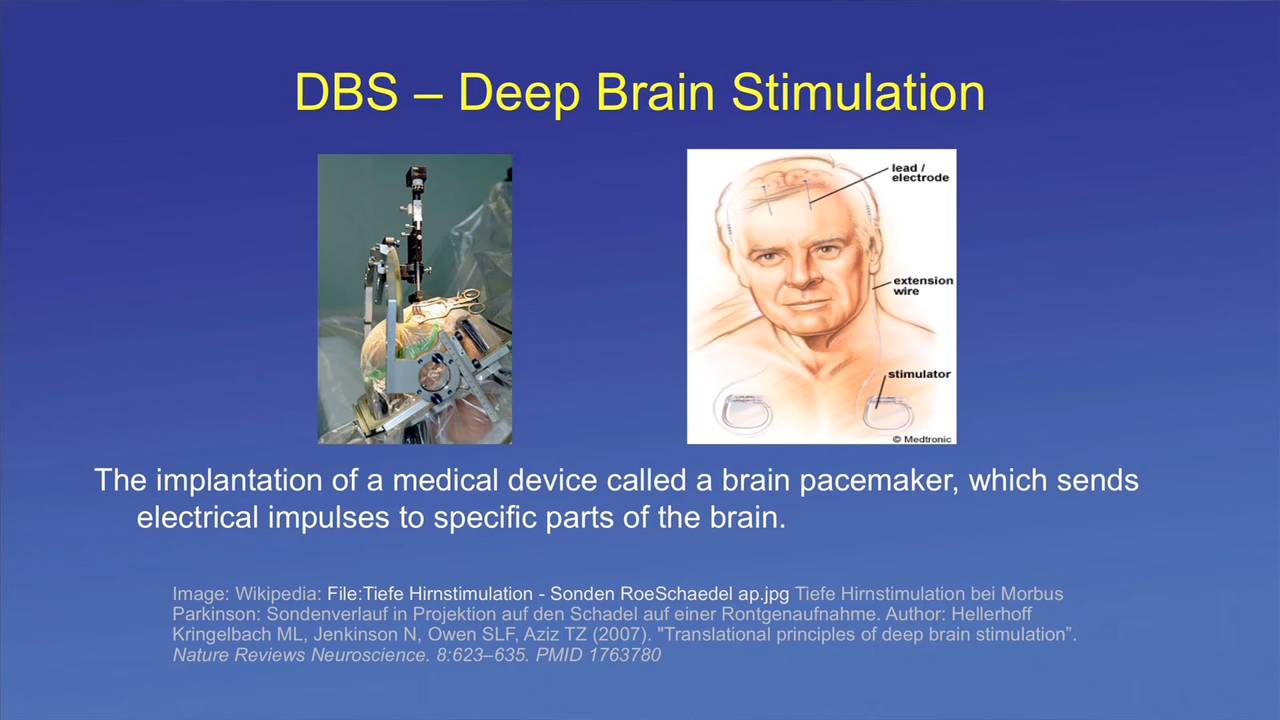 DBS – Deep Brain Stimulation
lead /
electrode
extension
wire
stimulator
© Medtronic
The implantation of a medical device called a brain pacemaker, which sends
electrical impulses to specific parts of the brain.
Image: Wikipedia: File:Tiefe Hirnstimulation - Sonden RoeSchaedel ap.jpg Tiefe Hirnstimulation bei Morbus
Parkinson: Sondenverlauf in Projektion auf den Schadel auf einer Rontgenaufnahme. Author: Hellerhoff
Kringelbach ML, Jenkinson N, Owen SLF, Aziz TZ (2007). "Translational principles of deep brain stimulation”.
Nature Reviews Neuroscience. 8:623–635. PMID 1763780